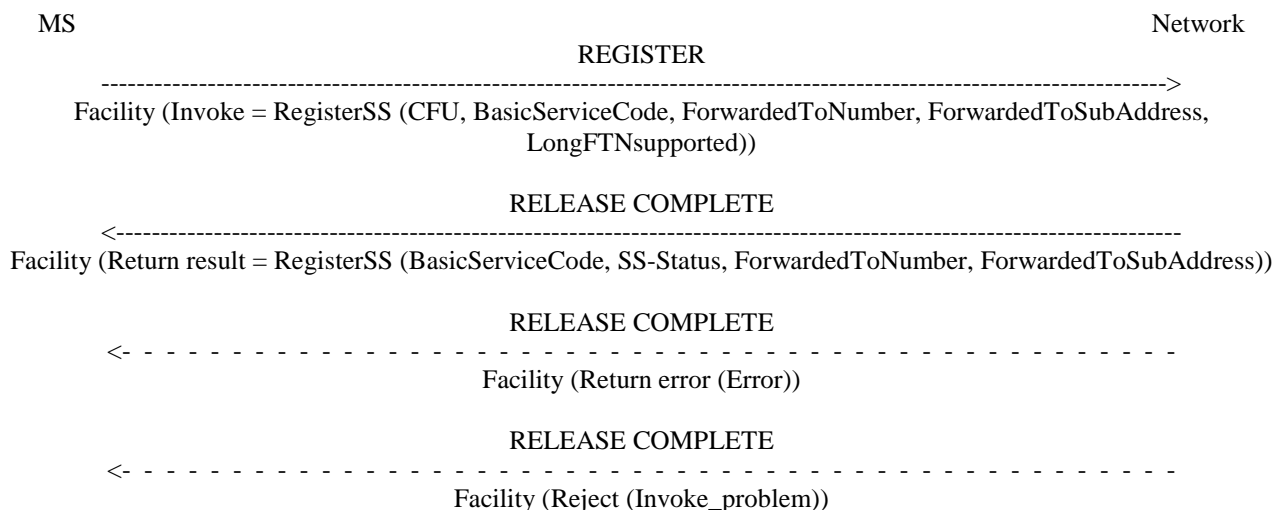 MS Network
REGISTER
------------------------------------------------------------------------------------------------------------------------>
Facility (Invoke = RegisterSS (CFU, BasicServiceCode, ForwardedToNumber, ForwardedToSubAddress,
LongFTNsupported))
RELEASE COMPLETE
<------------------------------------------------------------------------------------------------------------------------
Facility (Return result = RegisterSS (BasicServiceCode, SS-Status, ForwardedToNumber, ForwardedToSubAddress))
RELEASE COMPLETE
<- - - - - - - - - - - - - - - - - - - - - - - - - - - - - - - - - - - - - - - - - - - - - - - -
Facility (Return error (Error))
RELEASE COMPLETE
<- - - - - - - - - - - - - - - - - - - - - - - - - - - - - - - - - - - - - - - - - - - - - - - -
Facility (Reject (Invoke_problem))